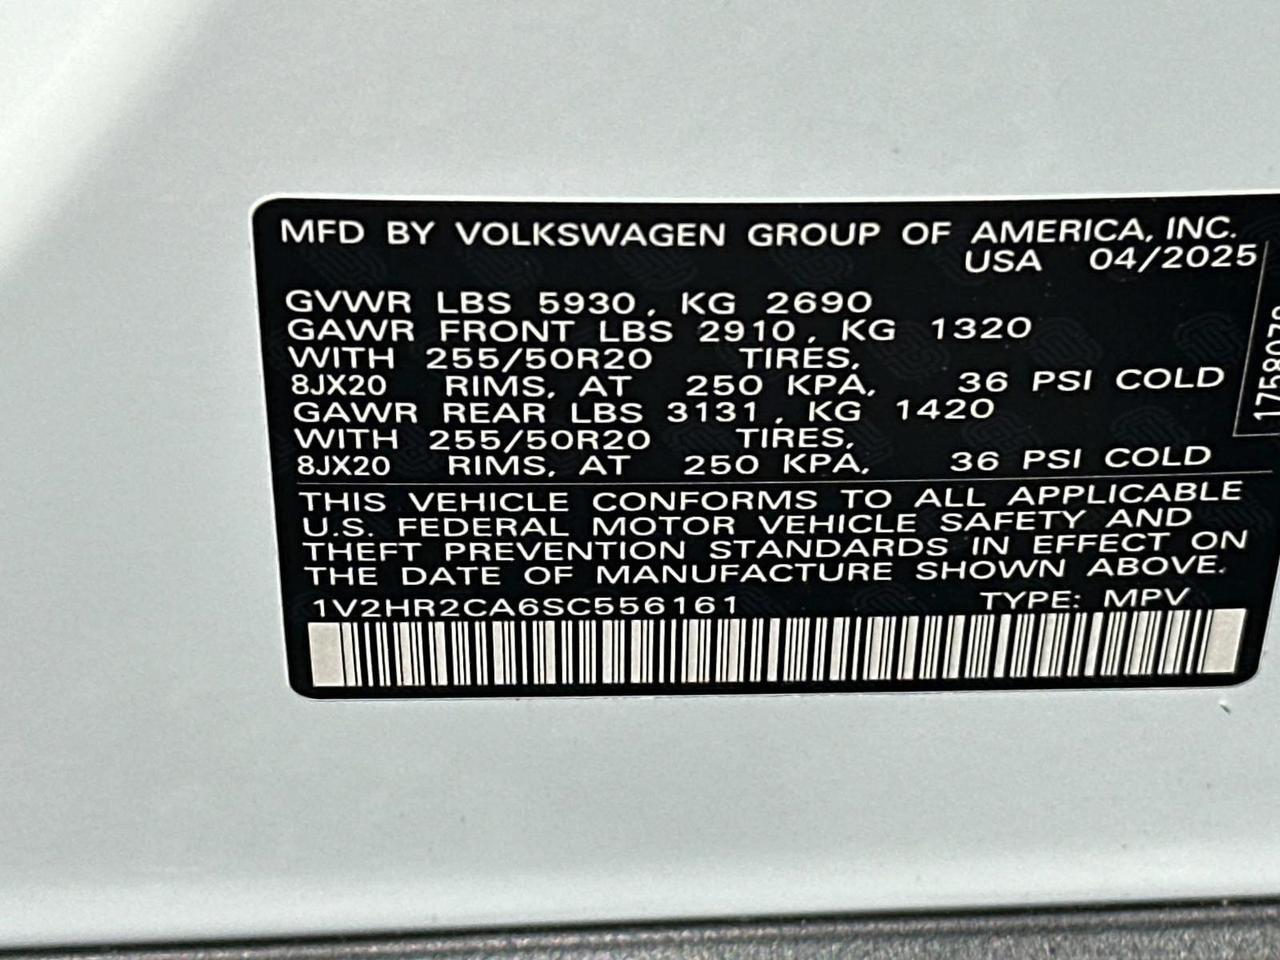 MFD BY VOLKSWAGEN GROUP OF AMERICA, INC.
USA 04/2025
GVWR LBS 5930, KG 2690
GAWR FRONT LBS 2910, KG 1320
WITH 255/50R20 TIRES,
8JX20 RIMS, AT 250 KPA, 36 PSI COLD
GAWR REAR LBS 3131, KG 1420
WITH 255/50R20 TIRES,
8JX20 RIMS, AT 250 KPA, 36 PSI COLD
THIS VEHICLE CONFORMS TO ALL APPLICABLE
U.S. FEDERAL MOTOR VEHICLE SAFETY AND
THEFT PREVENTION STANDARDS IN EFFECT ON
THE DATE OF MANUFACTURE SHOWN ABOVE.
1V2HR2CA6SC556161 TYPE: MPV